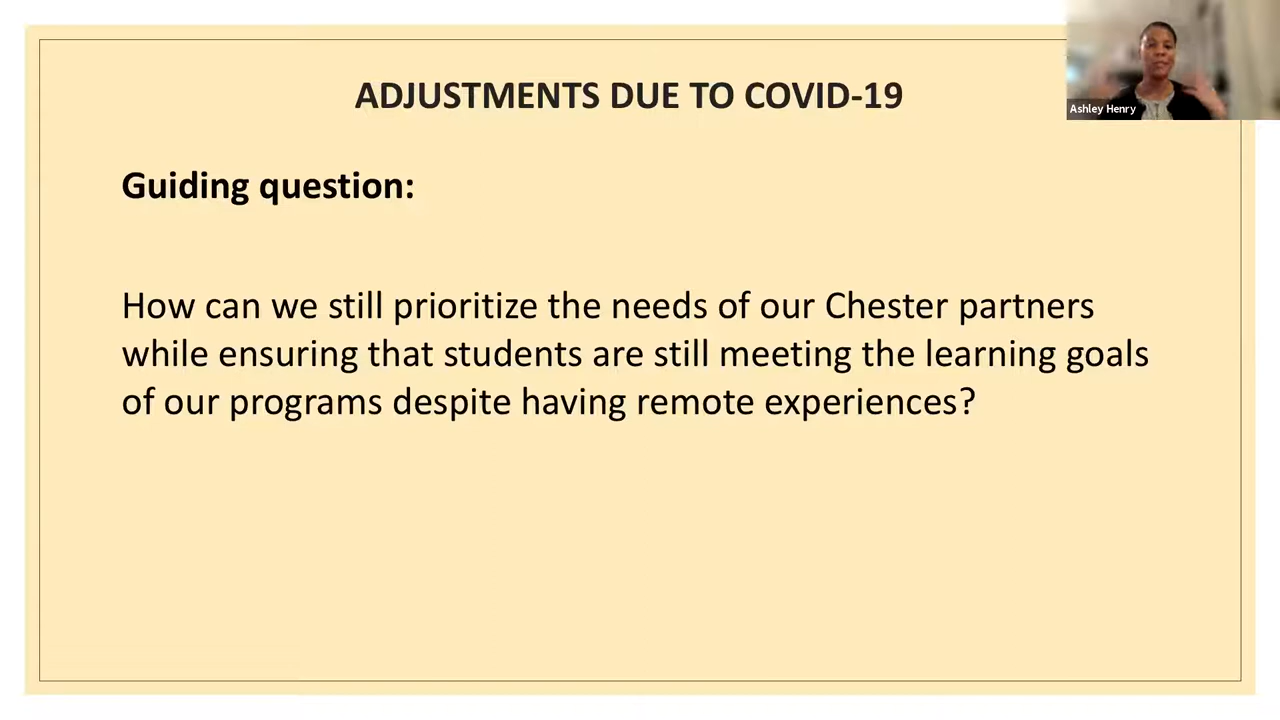 ADJUSTMENTS DUE TO COVID-19
Ashley Henry
Guiding question:
How can we still prioritize the needs of our Chester partners
while ensuring that students are still meeting the learning goals
of our programs despite having remote experiences?